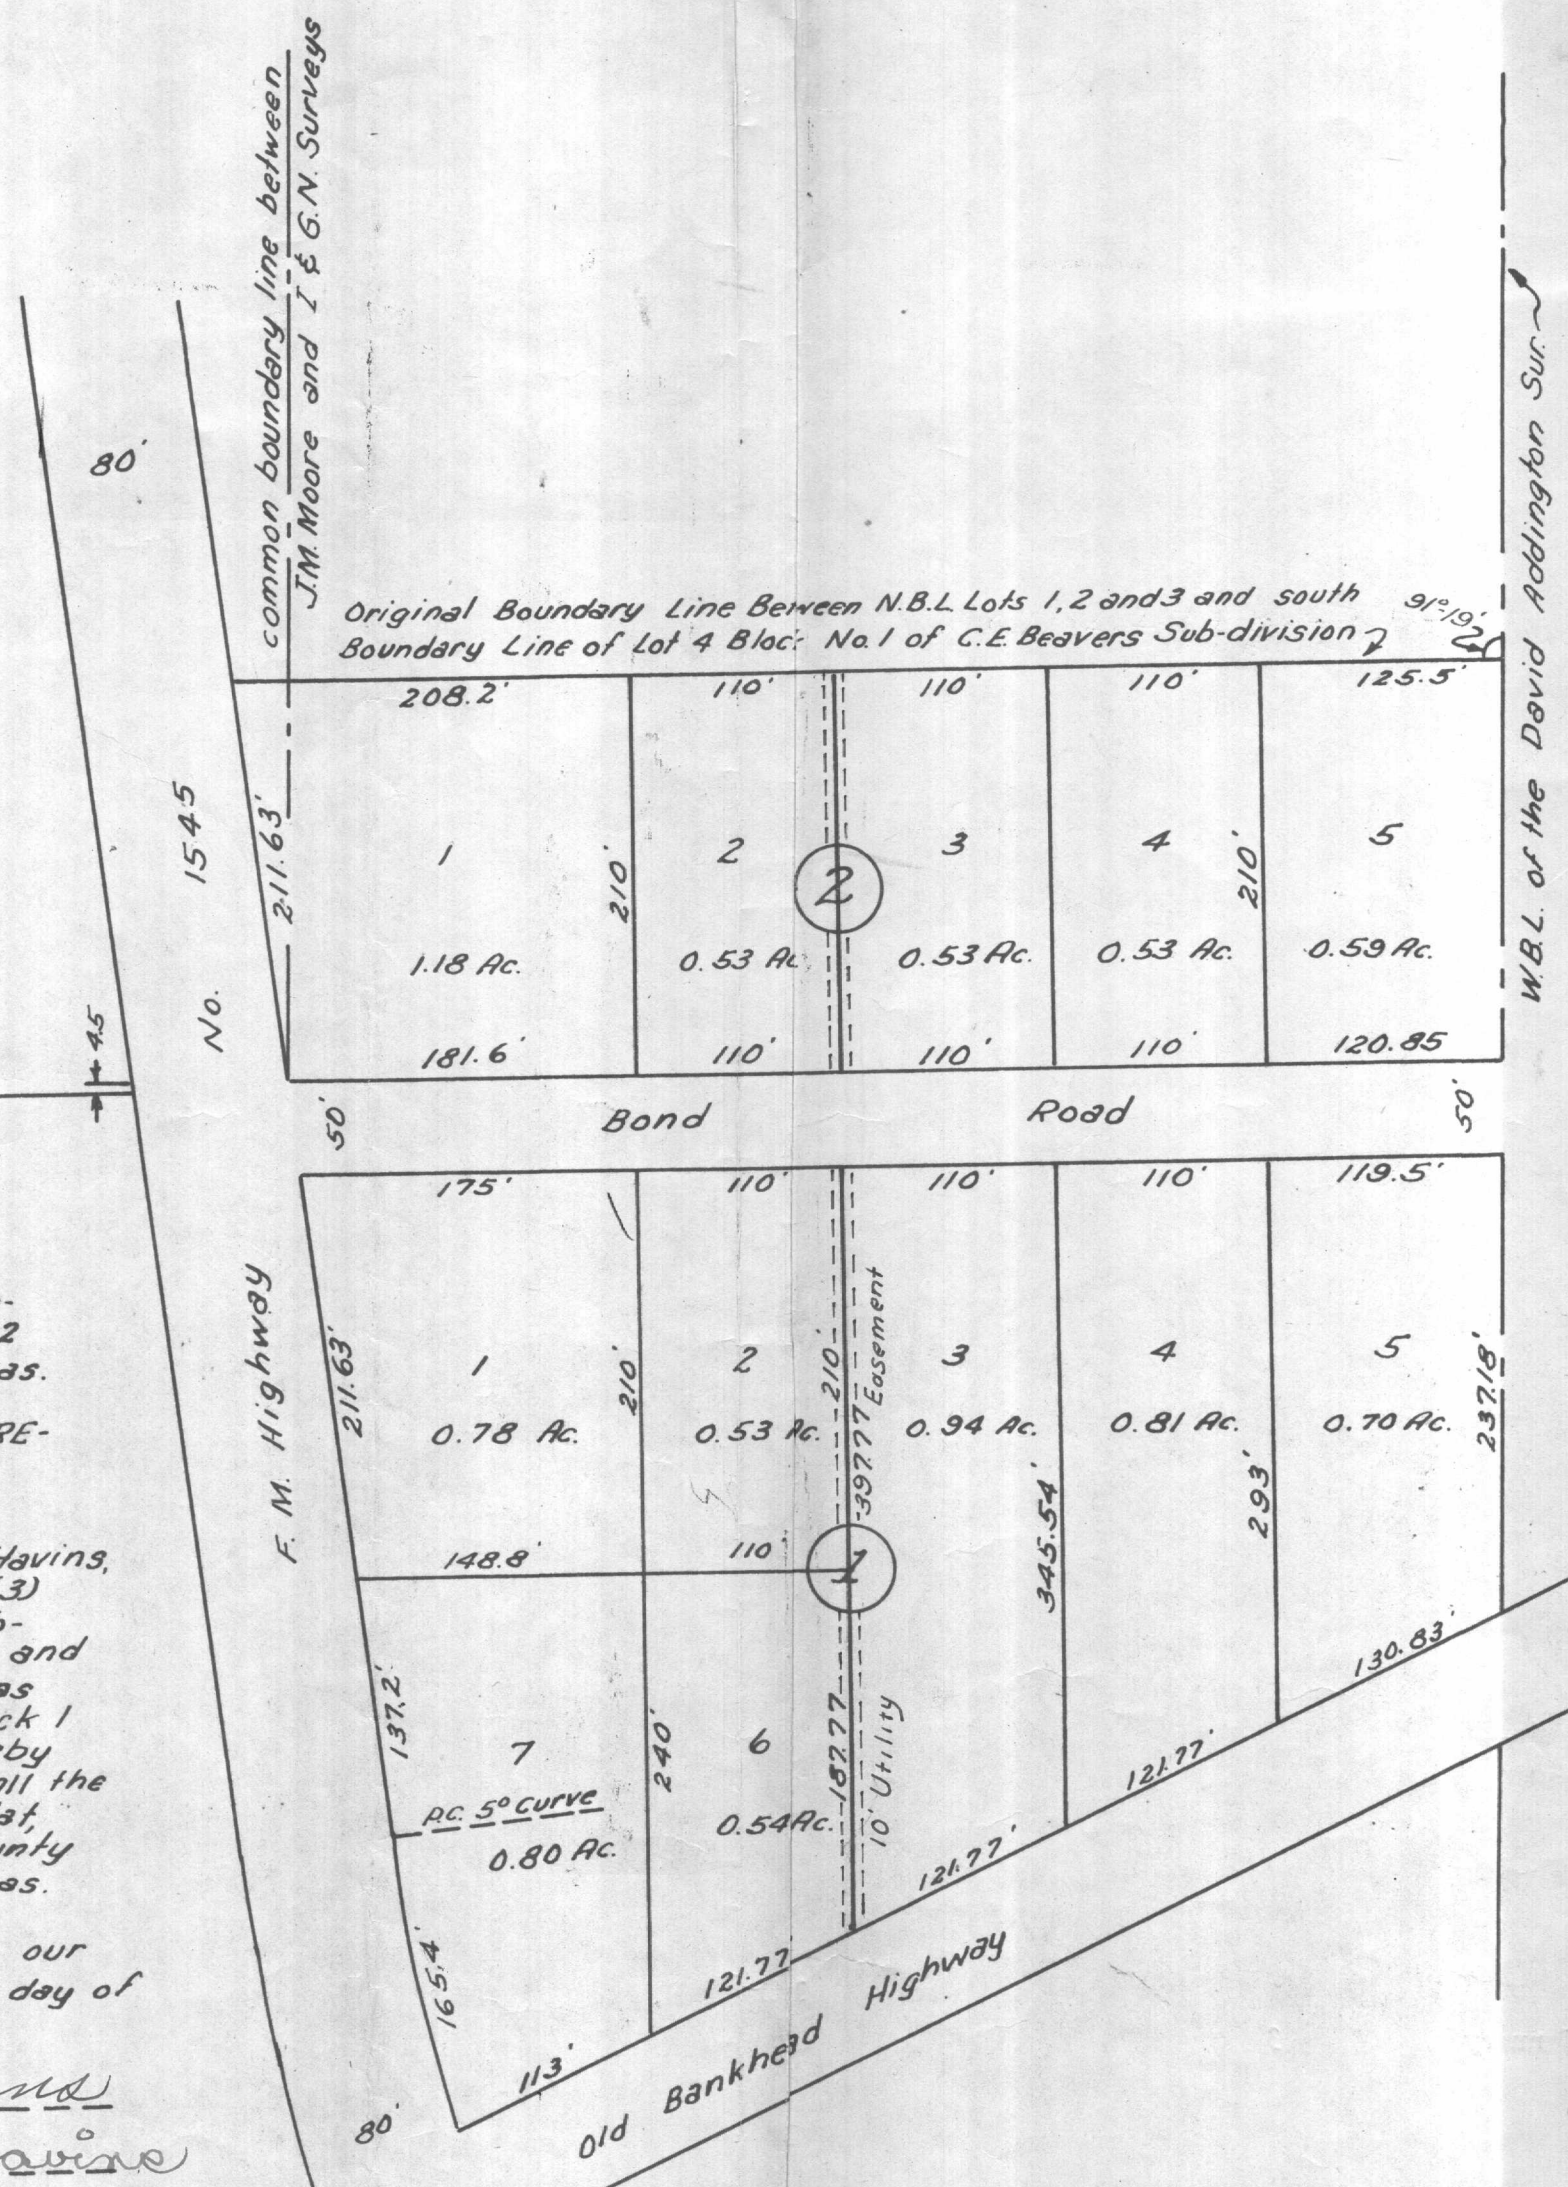 common boundary line between
J.M. Moore and I & G.N. Surveys
80'
Original Boundary Line Beween N.B.L. Lots 1, 2 and 3 and south
Boundary Line of Lot 4 Block No. 1 of C.E. Beavers Sub-division
91°-19'
W.B.L. of the David Addington Sur.
208.2'
110'
110'
110'
125.5'
211.63'
1
210'
2
2
3
4
210'
5
1.18 Ac.
0.53 Ac
0.53 Ac.
0.53 Ac.
0.59 Ac.
181.6'
110'
110'
110'
120.85
4.5
F. M. Highway No. 1545
50'
Bond Road
50'
175'
110'
110'
110'
119.5'
211.63'
1
210'
2
210'
3
4
5
237.18'
0.78 Ac.
0.53 Ac.
0.94 Ac.
0.81 Ac.
0.70 Ac.
397.77
345.54'
293'
148.8'
110'
1
10' Utility Easement
137.2'
7
240'
6
187.77
P.C. 5° Curve
0.80 Ac.
0.54 Ac.
165.4'
113'
121.77
121.77'
121.77'
130.83'
80'
Old Bankhead Highway
2
as.
RE-
Havins,
(3)
and
as
ck 1
eby
all the
lat,
unty
as.
our
day of